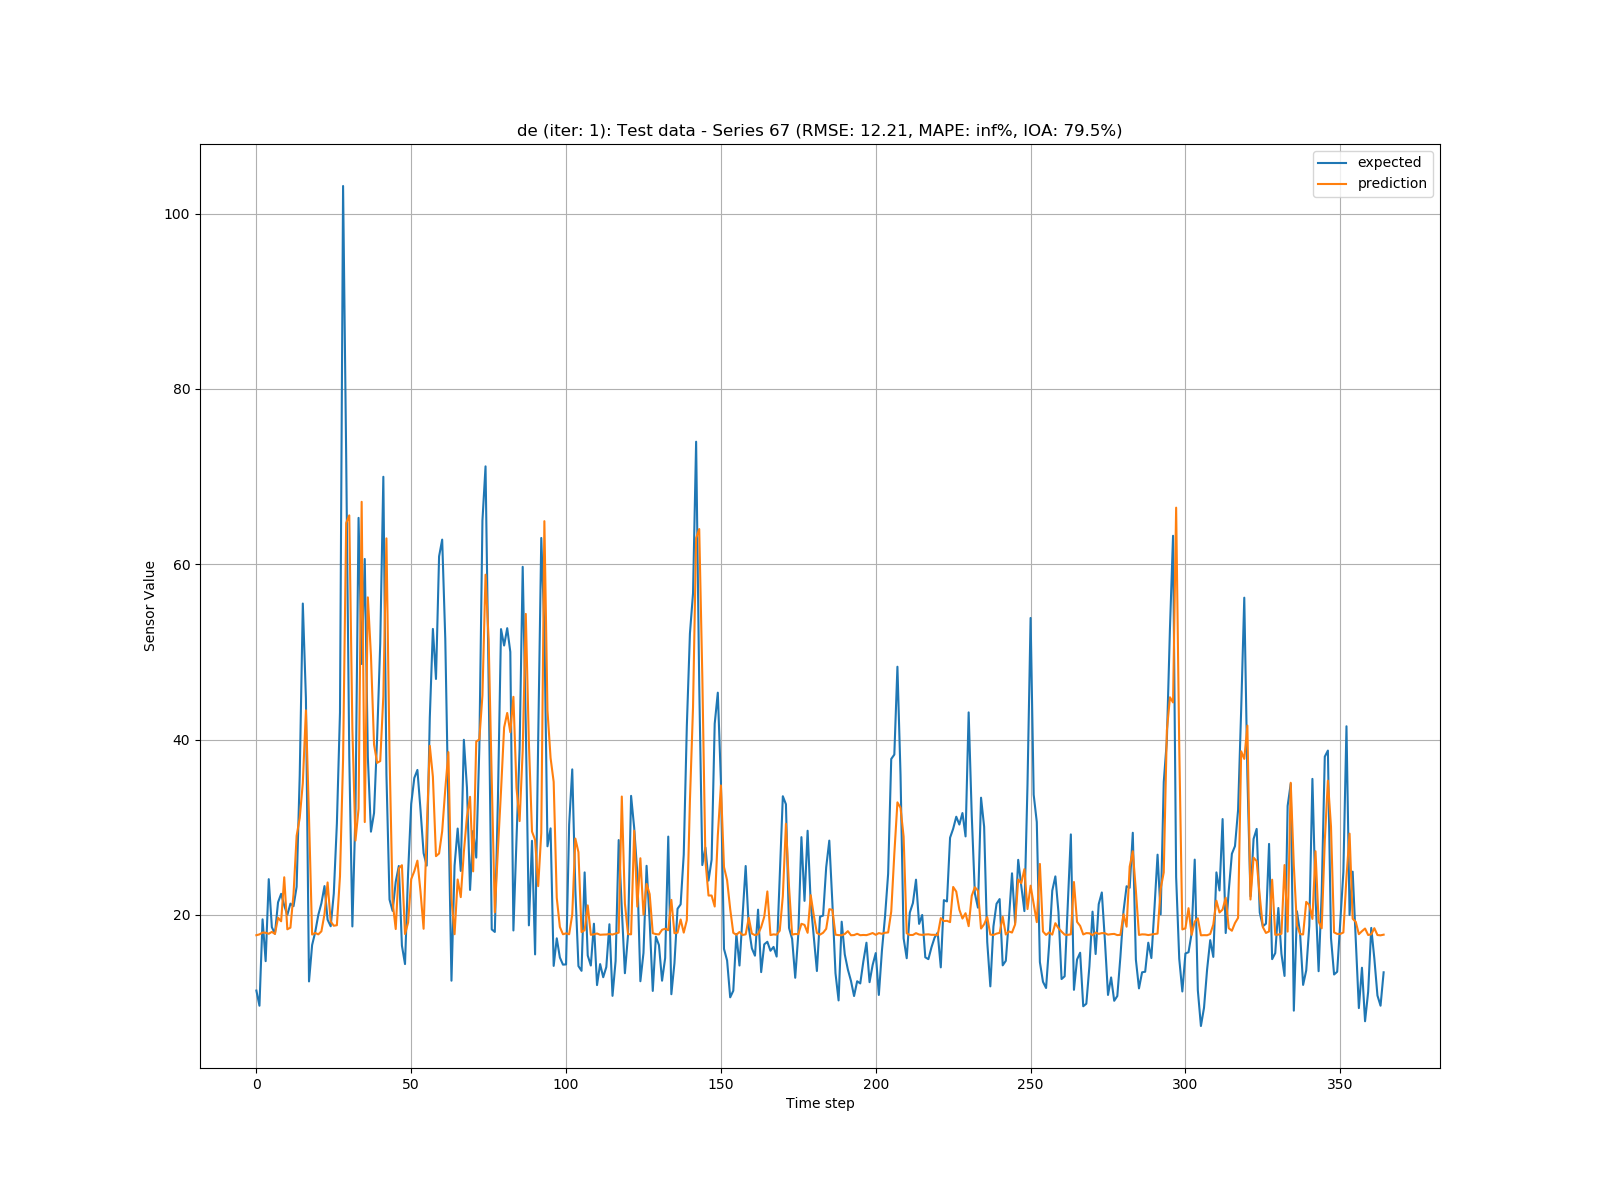 de (iter: 1): Test data - Series 67 (RMSE: 12.21, MAPE: inf%, IOA: 79.5%)
expected
prediction
100
80
60
40
20
Sensor Value
0 50 100 150 200 250 300 350
Time step